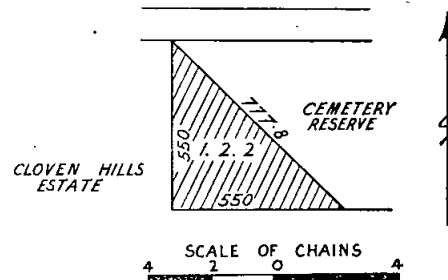 777·8
CEMETERY
RESERVE
550
1. 2. 2
CLOVEN HILLS
ESTATE
550
SCALE OF CHAINS
4 2 0 4